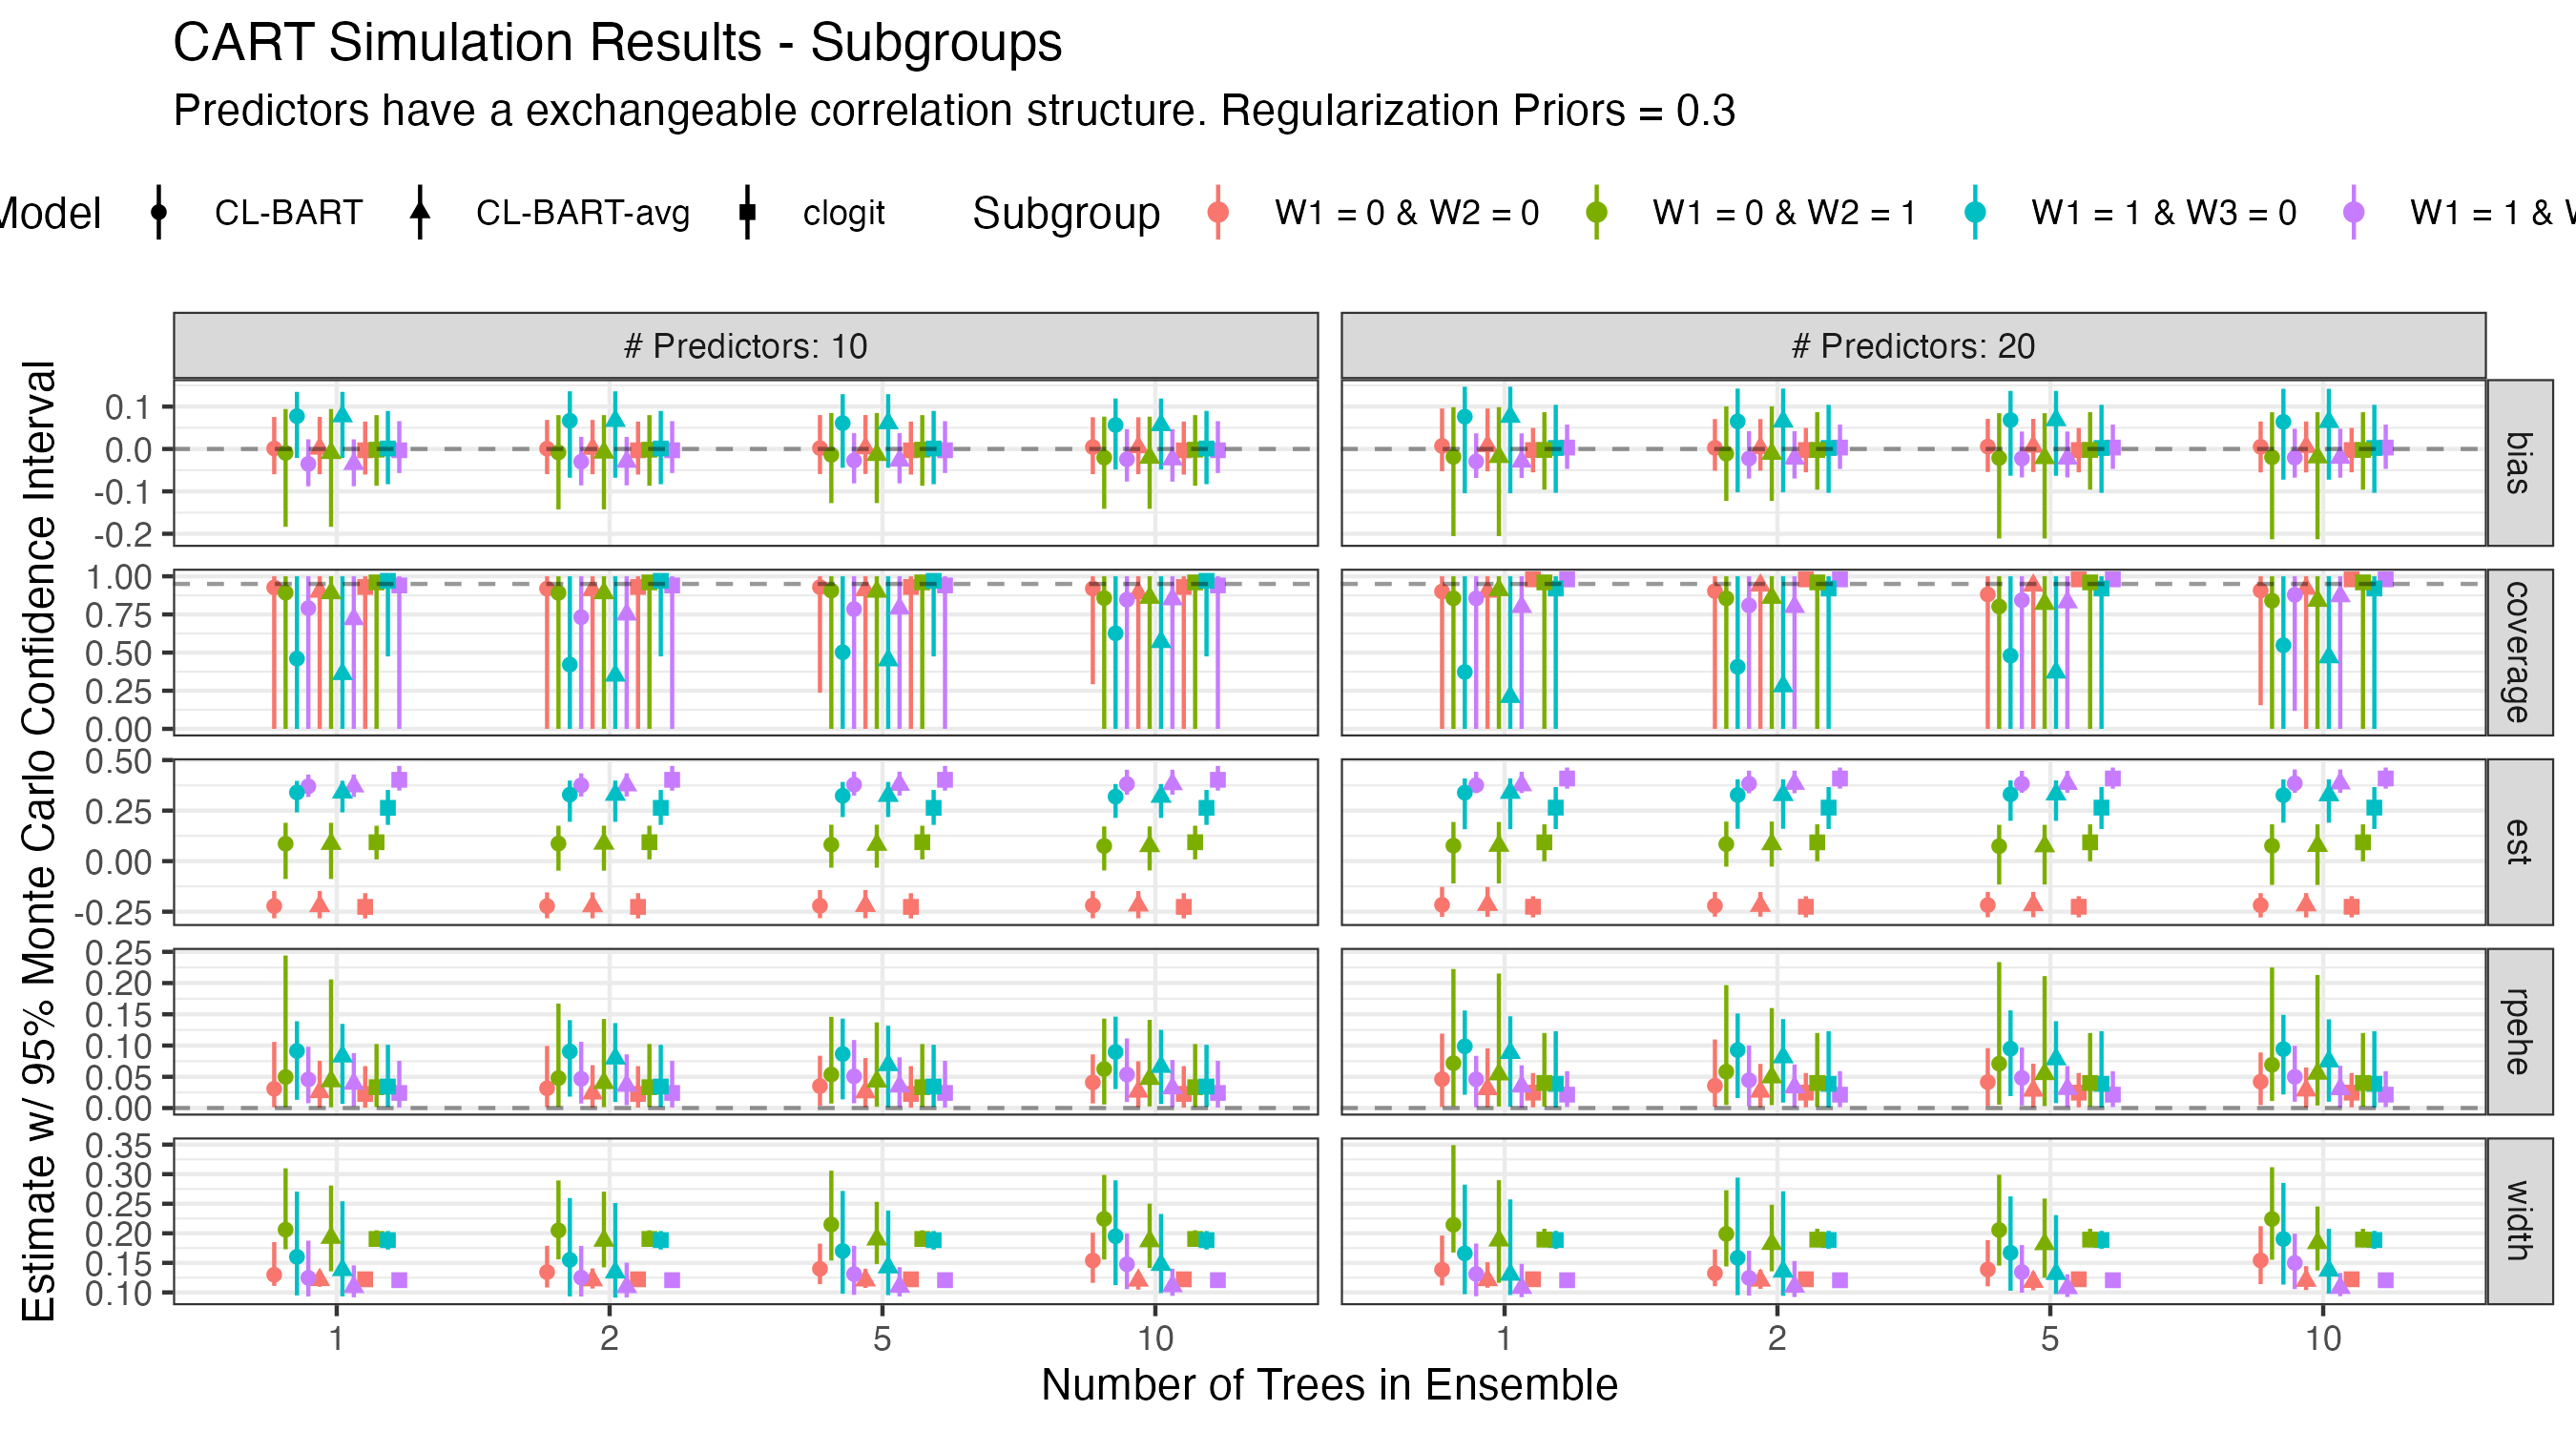 CART Simulation Results - Subgroups
Predictors have a exchangeable correlation structure. Regularization Priors = 0.3
Model CL-BART CL-BART-avg clogit Subgroup W1 = 0 & W2 = 0 W1 = 0 & W2 = 1 W1 = 1 & W3 = 0 W1 = 1 &
# Predictors: 10 # Predictors: 20
Estimate w/ 95% Monte Carlo Confidence Interval
0.1
0.0
-0.1
-0.2
bias
1.00
0.75
0.50
0.25
0.00
coverage
0.50
0.25
0.00
-0.25
est
0.25
0.20
0.15
0.10
0.05
0.00
rpehe
0.35
0.30
0.25
0.20
0.15
0.10
width
1 2 5 10 1 2 5 10
Number of Trees in Ensemble